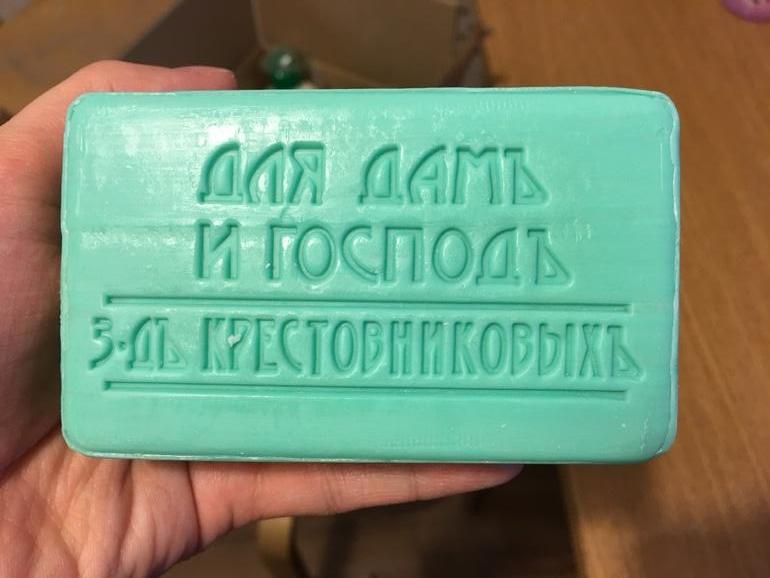 ДЛЯ ДАМЪ
И ГОСПОДЪ
З-ДЪ КРЕСТОВНИКОВЫХЪ